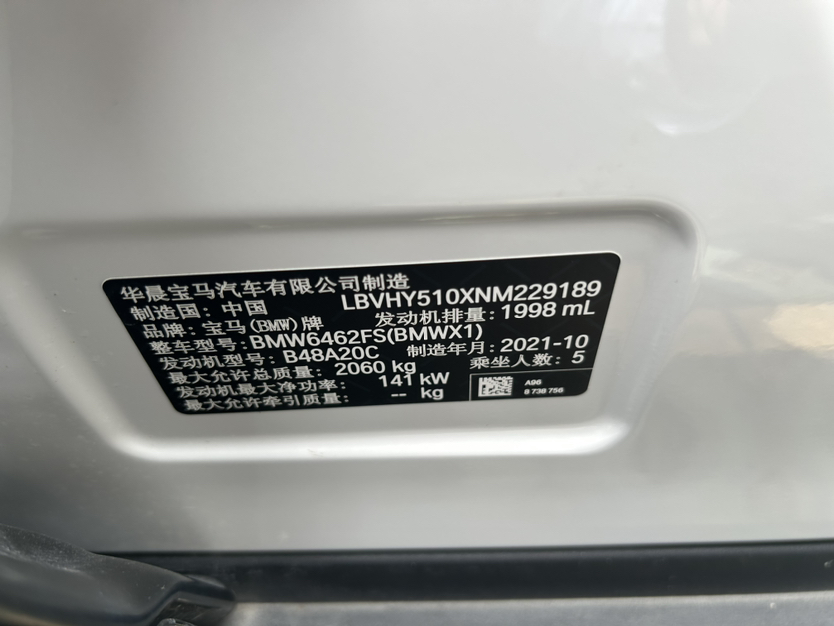 华晨宝马汽车有限公司制造
制造国：中国 LBVHY510XNM229189
品牌：宝马(BMW)牌 发动机排量：1998 mL
整车型号：BMW6462FS(BMWX1)
发动机型号：B48A20C 制造年月：2021-10
最大允许总质量： 2060 kg 乘坐人数：5
发动机最大净功率： 141 kW
最大允许牵引质量： -- kg
A96
8 738 756